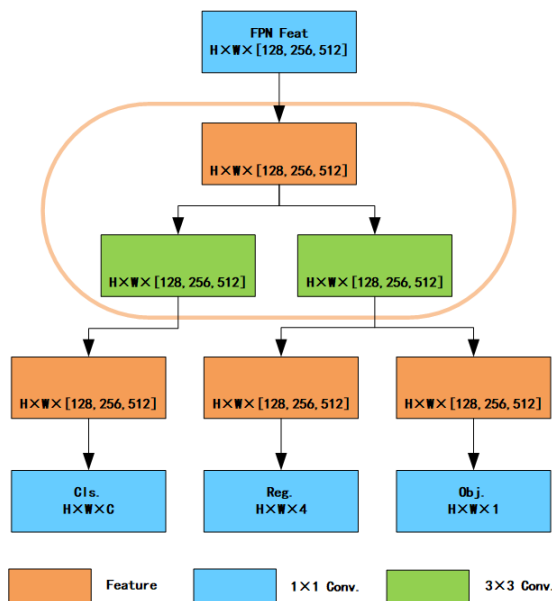 FPN Feat
H×W×[128,256,512]
H×W×[128,256,512]
H×W×[128,256,512]
H×W×[128,256,512]
H×W×[128,256,512]
H×W×[128,256,512]
H×W×[128,256,512]
Cls.
H×W×C
Reg.
H×W×4
Obj.
H×W×1
Feature
1×1 Conv.
3×3 Conv.